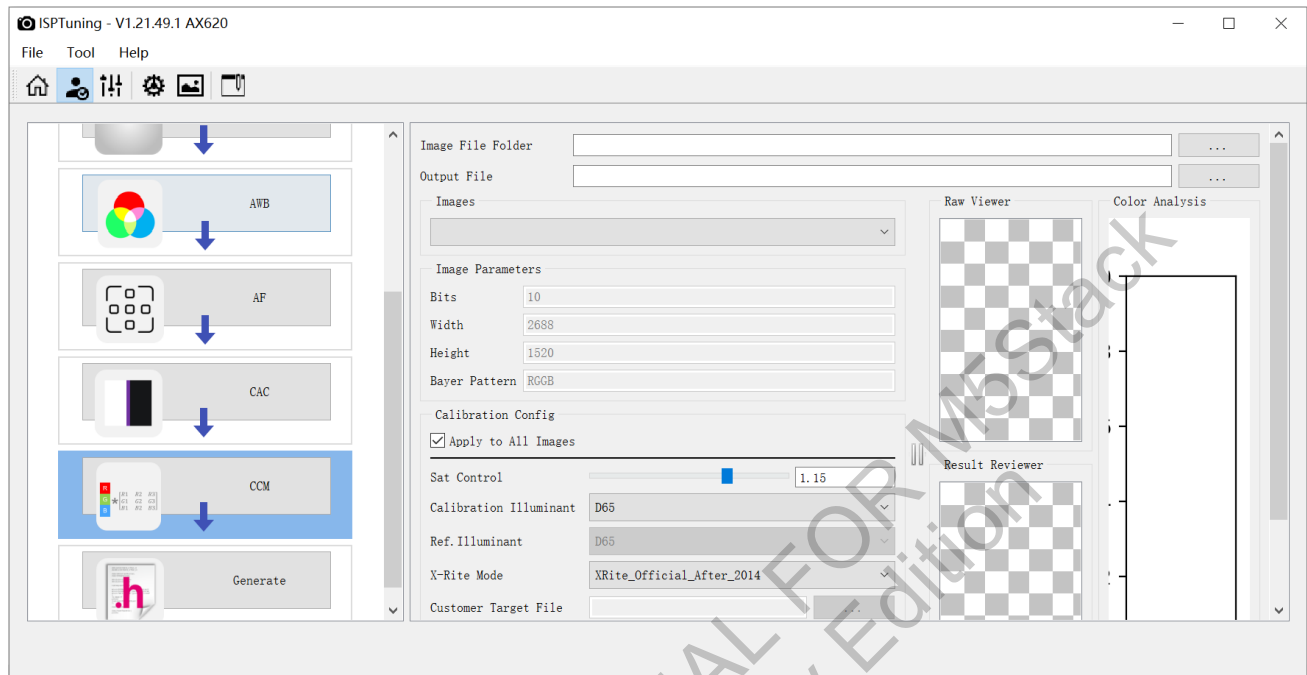 ISPTuning - V1.21.49.1 AX620
File Tool Help
AWB
AF
CAC
CCM
Generate
.h
Image File Folder
...
Output File
...
Images
Image Parameters
Bits 10
Width 2688
Height 1520
Bayer Pattern RGGB
Calibration Config
Apply to All Images
Sat Control 1.15
Calibration Illuminant D65
Ref.Illuminant D65
X-Rite Mode XRite_Official_After_2014
Customer Target File ...
Raw Viewer
Result Reviewer
Color Analysis
FOR M5Stack
Edition